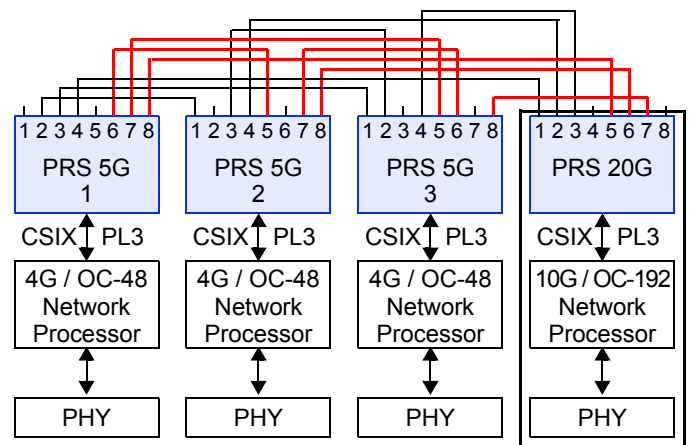 1 2 3 4 5 6 7 8
1 2 3 4 5 6 7 8
1 2 3 4 5 6 7 8
1 2 3 4 5 6 7 8
PRS 5G
1
PRS 5G
2
PRS 5G
3
PRS 20G
CSIX PL3
CSIX PL3
CSIX PL3
CSIX PL3
4G / OC-48
Network
Processor
4G / OC-48
Network
Processor
4G / OC-48
Network
Processor
10G / OC-192
Network
Processor
PHY
PHY
PHY
PHY